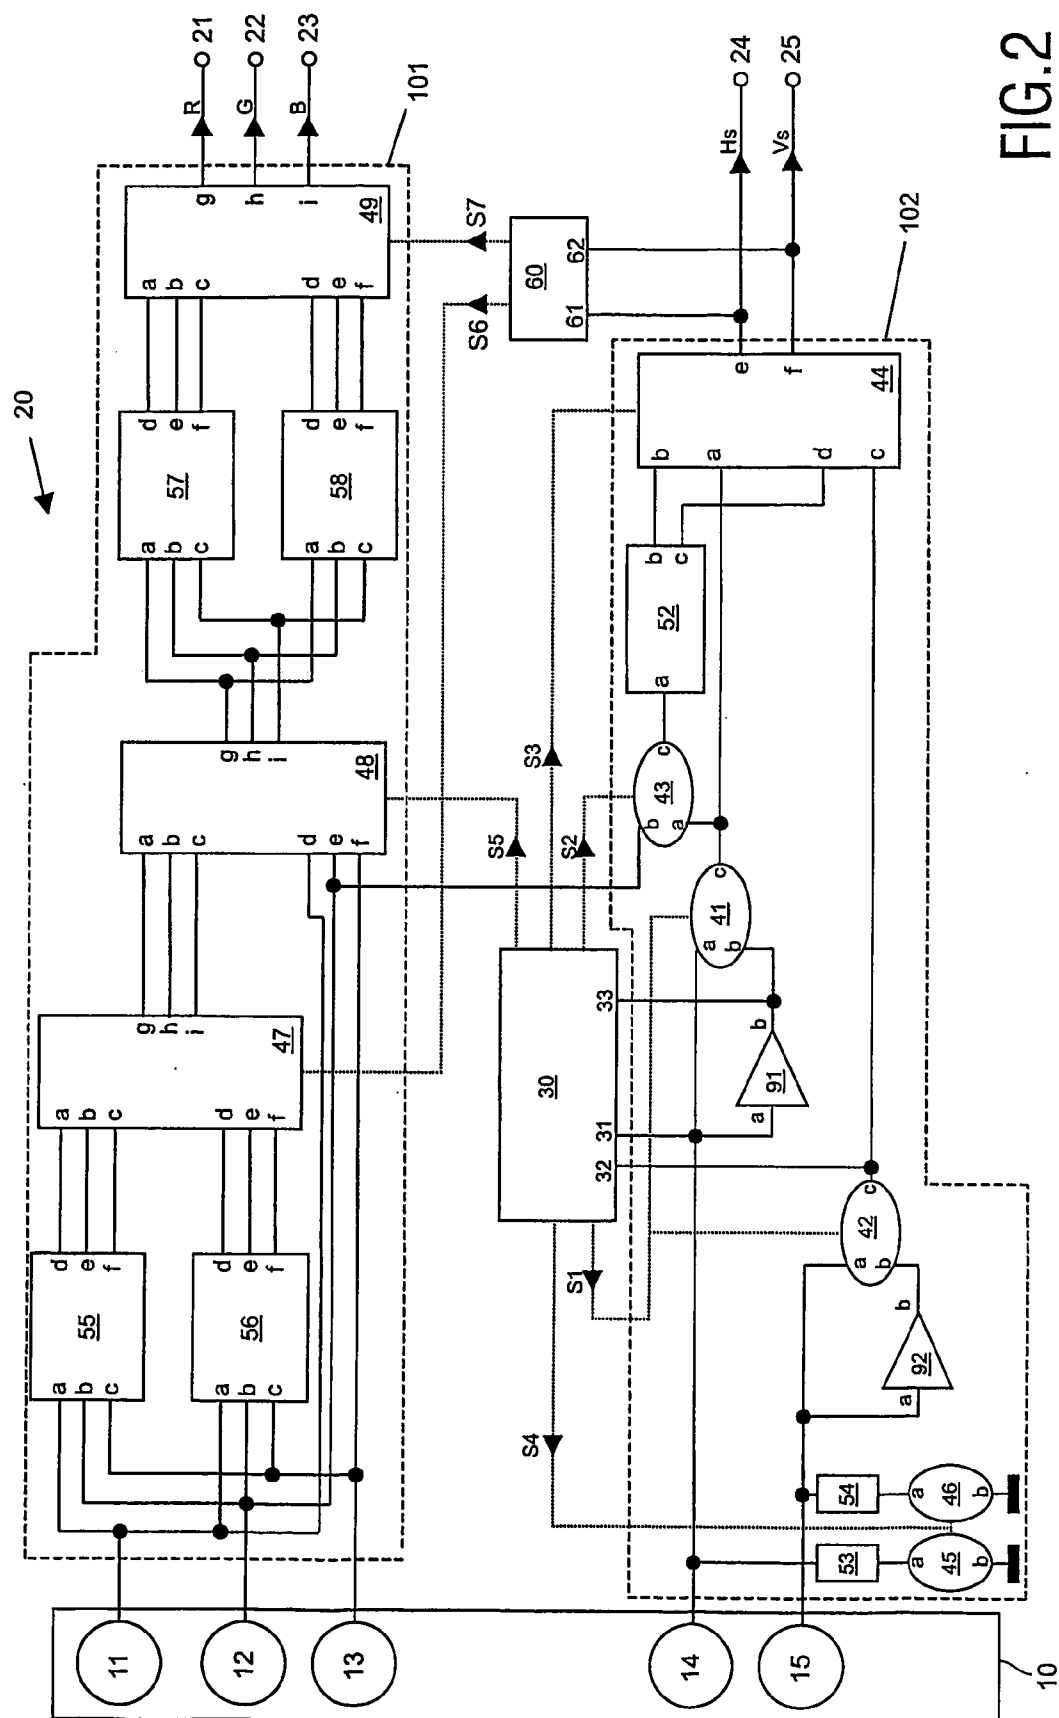 FIG.2
20
10
11
12
13
14
15
101
102
a
b
c
55
d
e
f
a
b
c
56
d
e
f
a
b
c
d
e
f
47
g
h
i
a
b
c
d
e
f
48
g
h
i
a
b
c
57
d
e
f
a
b
c
58
d
e
f
a
b
c
d
e
f
49
g
h
i
R
21
G
22
B
23
S4
S1
S5
S3
S2
S6
S7
30
32
31
33
60
61
62
53
54
a
45
b
a
46
b
a
92
b
a
b
42
c
a
91
b
a
b
41
c
b
a
43
c
a
52
b
c
b
a
d
c
44
e
f
Hs
24
Vs
25